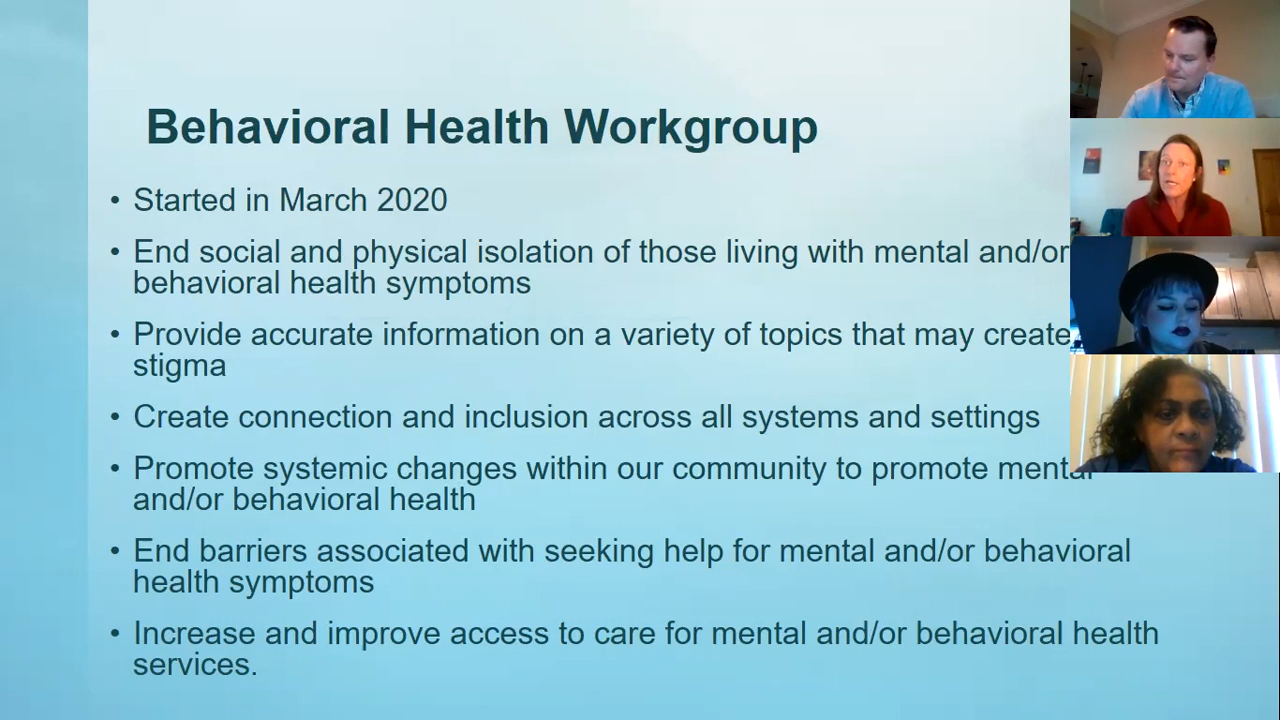 Behavioral Health Workgroup
• Started in March 2020
• End social and physical isolation of those living with mental and/or
behavioral health symptoms
• Provide accurate information on a variety of topics that may create
stigma
• Create connection and inclusion across all systems and settings
• Promote systemic changes within our community to promote mental
and/or behavioral health
• End barriers associated with seeking help for mental and/or behavioral
health symptoms
• Increase and improve access to care for mental and/or behavioral health
services.